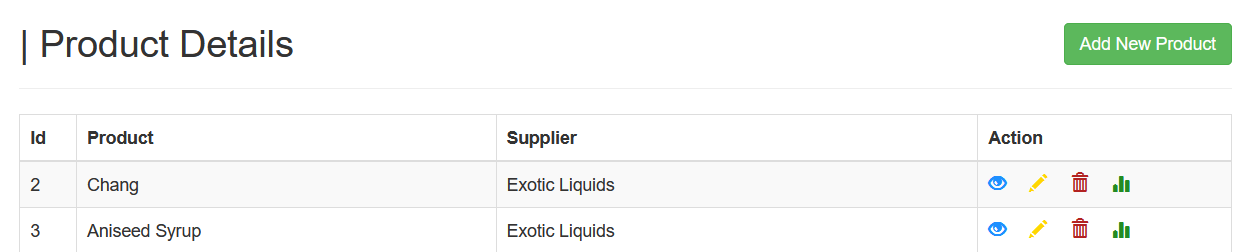 | Product Details
Add New Product
Id Product Supplier Action
2 Chang Exotic Liquids
3 Aniseed Syrup Exotic Liquids